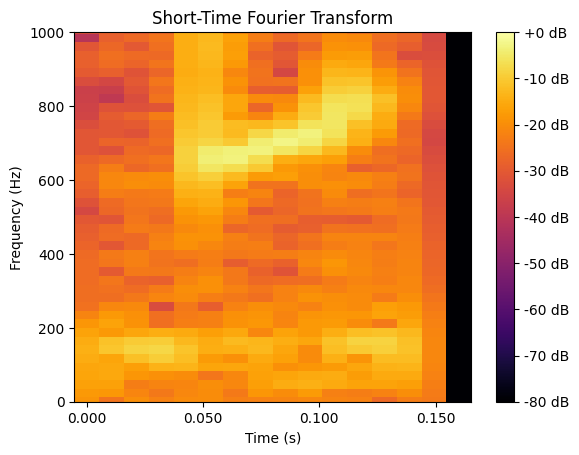 Short-Time Fourier Transform
1000
800
600
400
200
0
Frequency (Hz)
0.000
0.050
0.100
0.150
Time (s)
+0 dB
-10 dB
-20 dB
-30 dB
-40 dB
-50 dB
-60 dB
-70 dB
-80 dB